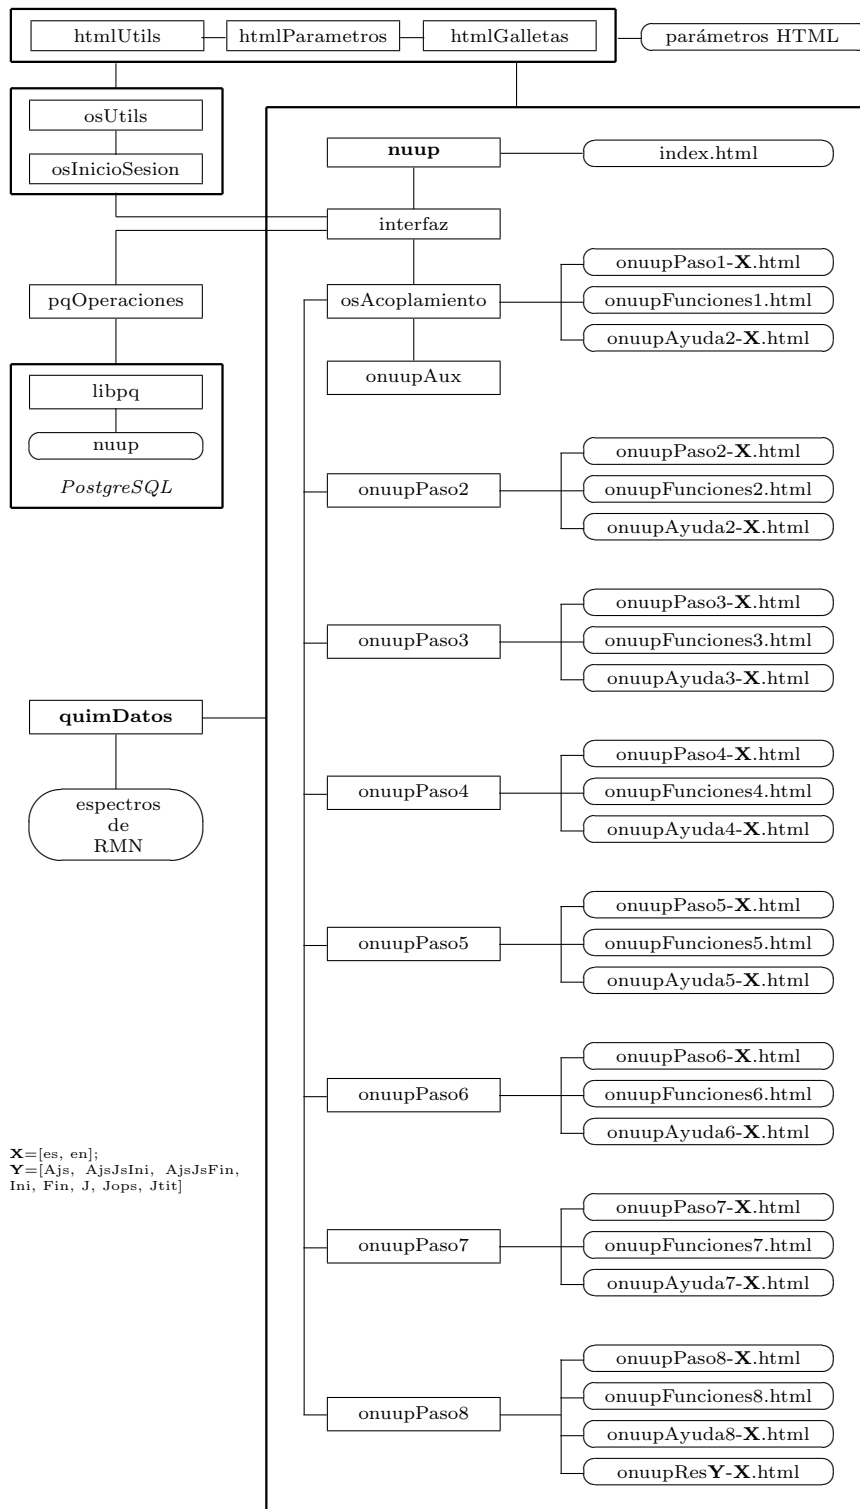 htmlUtils
htmlParametros
htmlGalletas
parámetros HTML
osUtils
osInicioSesion
nuup
index.html
interfaz
pqOperaciones
osAcoplamiento
onuupPaso1-X.html
onuupFunciones1.html
onuupAyuda2-X.html
onuupAux
libpq
nuup
PostgreSQL
onuupPaso2
onuupPaso2-X.html
onuupFunciones2.html
onuupAyuda2-X.html
onuupPaso3
onuupPaso3-X.html
onuupFunciones3.html
onuupAyuda3-X.html
quimDatos
espectros
de
RMN
onuupPaso4
onuupPaso4-X.html
onuupFunciones4.html
onuupAyuda4-X.html
onuupPaso5
onuupPaso5-X.html
onuupFunciones5.html
onuupAyuda5-X.html
onuupPaso6
onuupPaso6-X.html
onuupFunciones6.html
onuupAyuda6-X.html
X=[es, en];
Y=[Ajs, AjsJsIni, AjsJsFin,
Ini, Fin, J, Jops, Jtit]
onuupPaso7
onuupPaso7-X.html
onuupFunciones7.html
onuupAyuda7-X.html
onuupPaso8
onuupPaso8-X.html
onuupFunciones8.html
onuupAyuda8-X.html
onuupResY-X.html